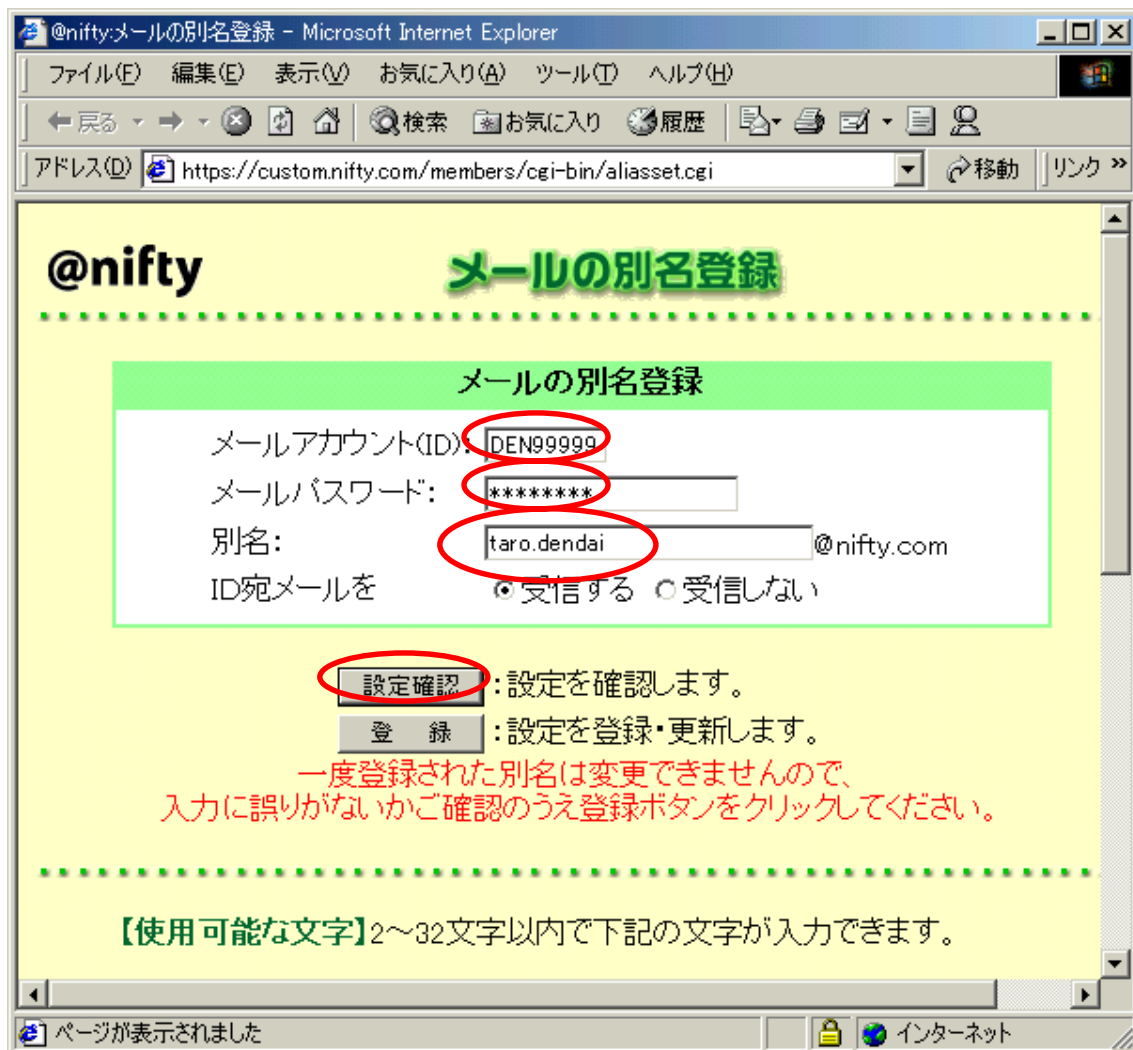 @nifty:メールの別名登録 - Microsoft Internet Explorer
ファイル(F) 編集(E) 表示(V) お気に入り(A) ツール(T) ヘルプ(H)
戻る 検索 お気に入り 履歴
アドレス(D) https://custom.nifty.com/members/cgi-bin/aliasset.cgi 移動 リンク »
@nifty メールの別名登録
メールの別名登録
メールアカウント(ID): DEN99999
メールパスワード: ********
別名: taro.dendai @nifty.com
ID宛メールを 受信する 受信しない
設定確認 :設定を確認します。
登 録 :設定を登録・更新します。
一度登録された別名は変更できませんので、
入力に誤りがないかご確認のうえ登録ボタンをクリックしてください。
【使用可能な文字】2～32文字以内で下記の文字が入力できます。
ページが表示されました インターネット